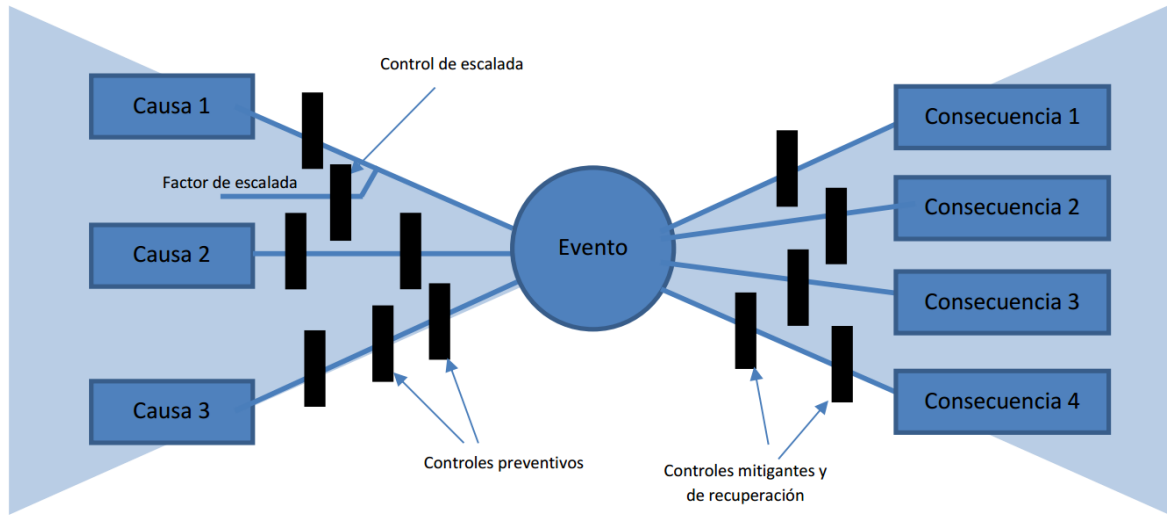 Control de escalada
Causa 1
Consecuencia 1
Factor de escalada
Consecuencia 2
Causa 2
Evento
Consecuencia 3
Causa 3
Consecuencia 4
Controles preventivos
Controles mitigantes y
de recuperación